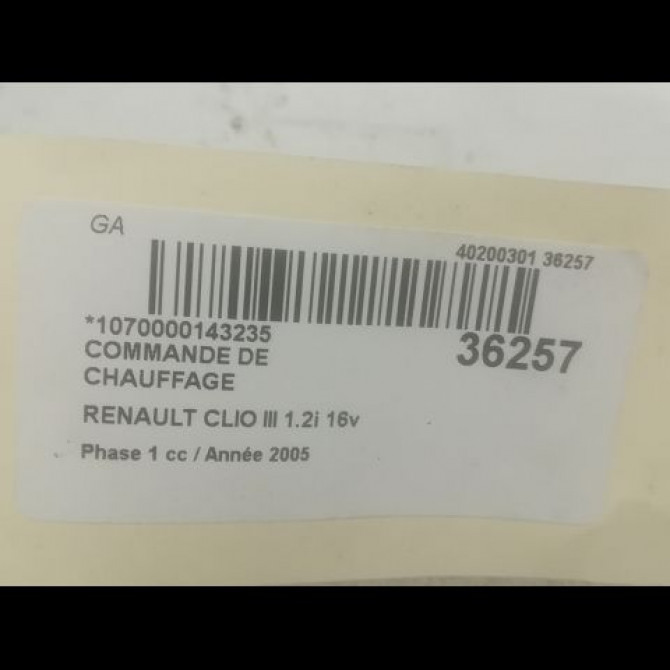 GA
40200301 36257
*1070000143235
36257
COMMANDE DE
CHAUFFAGE
RENAULT CLIO III 1.2i 16v
Phase 1 cc / Année 2005